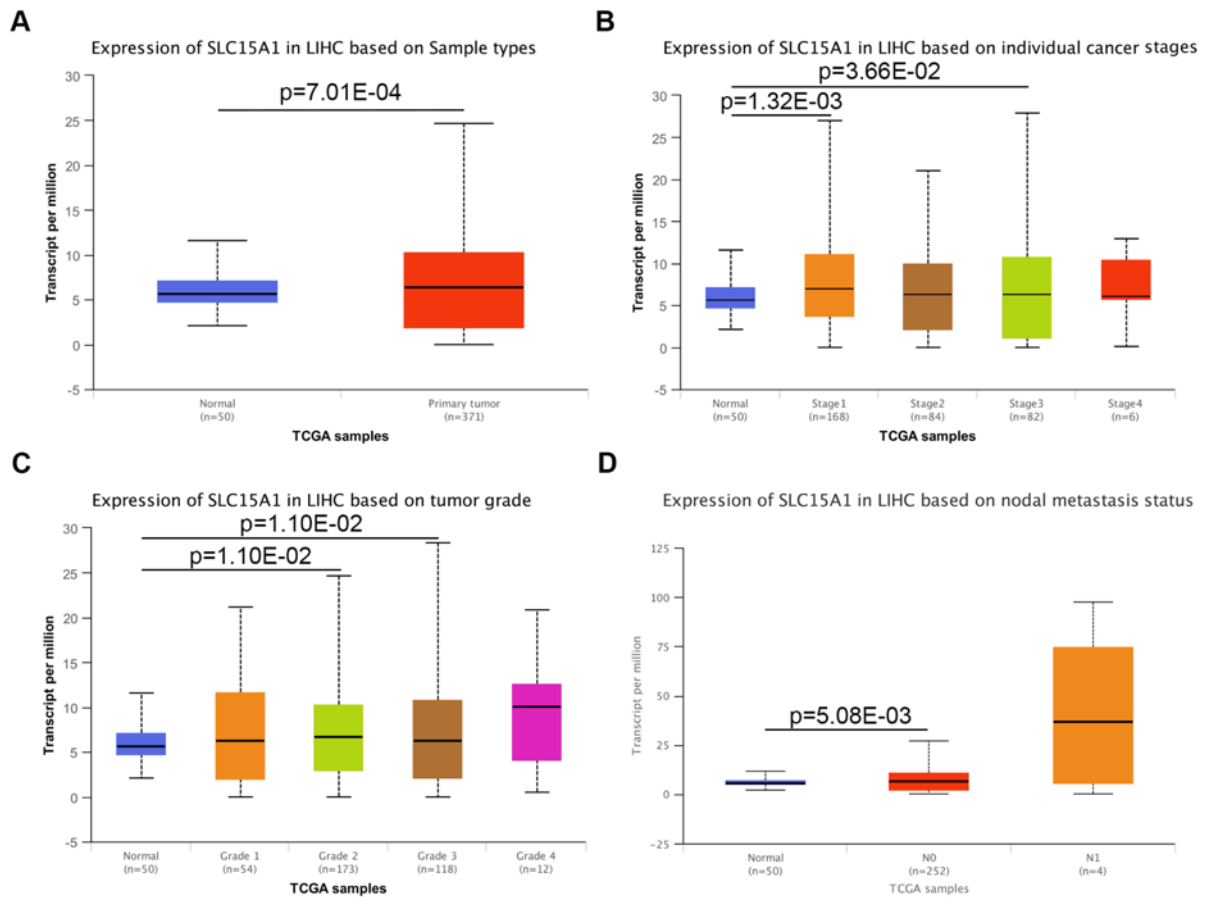 A
Expression of SLC15A1 in LIHC based on Sample types
p=7.01E-04
Transcript per million
30
25
20
15
10
5
0
-5
Normal
(n=50)
Primary tumor
(n=371)
TCGA samples
B
Expression of SLC15A1 in LIHC based on individual cancer stages
p=3.66E-02
p=1.32E-03
Transcript per million
30
25
20
15
10
5
0
-5
Normal
(n=50)
Stage1
(n=168)
Stage2
(n=84)
Stage3
(n=82)
Stage4
(n=6)
TCGA samples
C
Expression of SLC15A1 in LIHC based on tumor grade
p=1.10E-02
p=1.10E-02
Transcript per million
30
25
20
15
10
5
0
-5
Normal
(n=50)
Grade 1
(n=54)
Grade 2
(n=173)
Grade 3
(n=118)
Grade 4
(n=12)
TCGA samples
D
Expression of SLC15A1 in LIHC based on nodal metastasis status
p=5.08E-03
Transcript per million
125
100
75
50
25
0
-25
Normal
(n=50)
N0
(n=252)
N1
(n=4)
TCGA samples